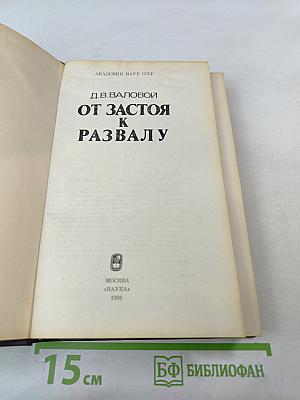 АКАДЕМИЯ НАУК СССР
Д.В.ВАЛОВОЙ
ОТ ЗАСТОЯ
К
РАЗВАЛУ
МОСКВА
«НАУКА»
1991
15 см
БФ БИБЛИОФАН